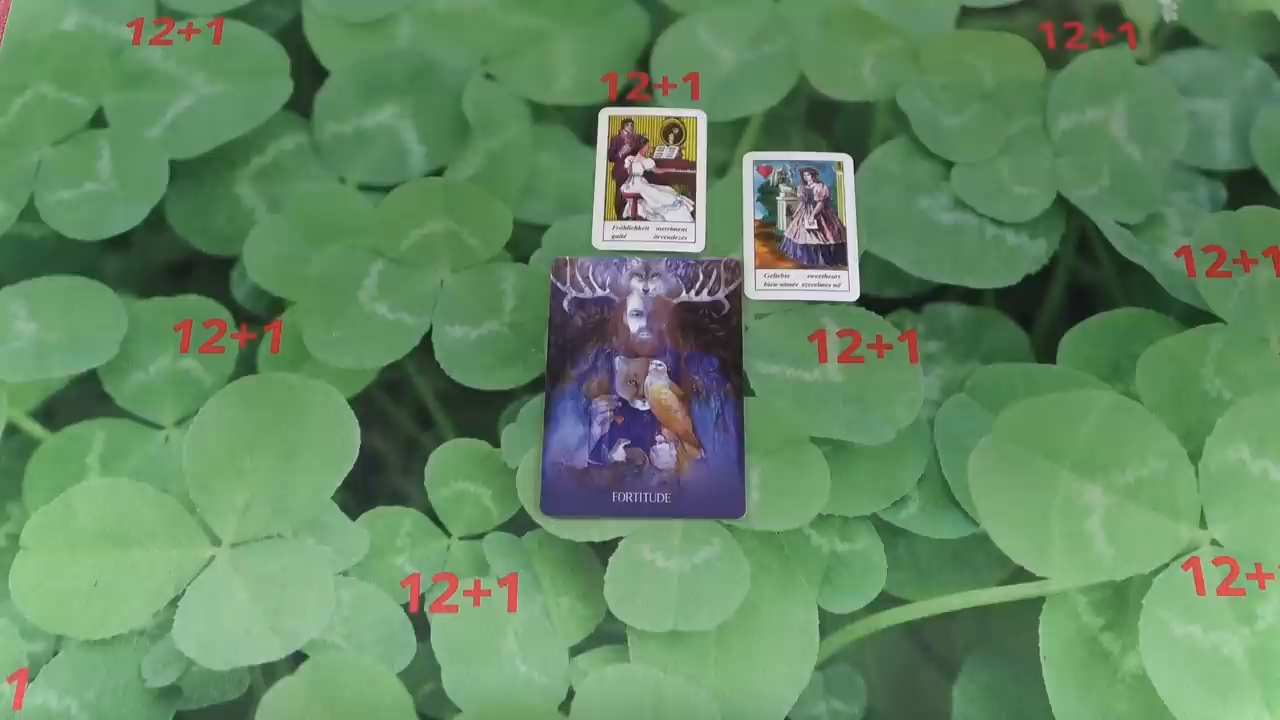 12+1
12+1
12+1
Fröhlichkeit merriment
gaîté örvendezés
Geliebte sweetheart
bien-aimée szerelmes nő
12+1
12+1
12+1
FORTITUDE
12+
12+1
1